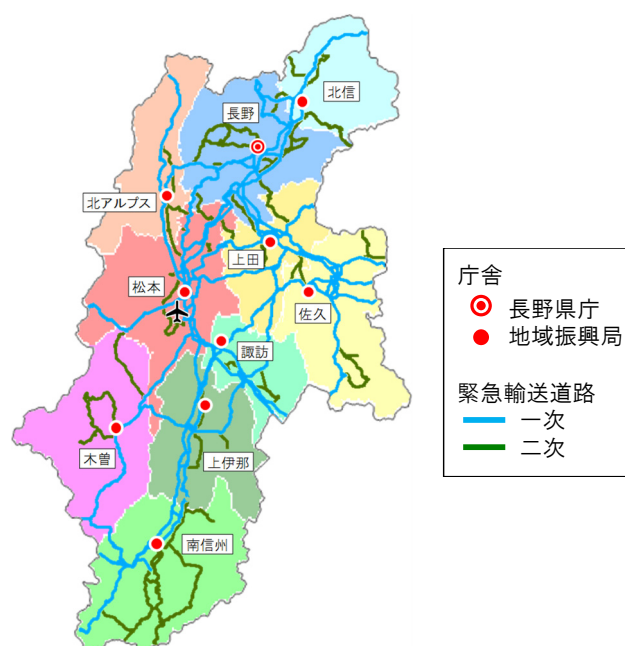 北信
長野
北アルプス
上田
松本
佐久
諏訪
木曽
上伊那
南信州
庁舎
長野県庁
地域振興局
緊急輸送道路
一次
二次